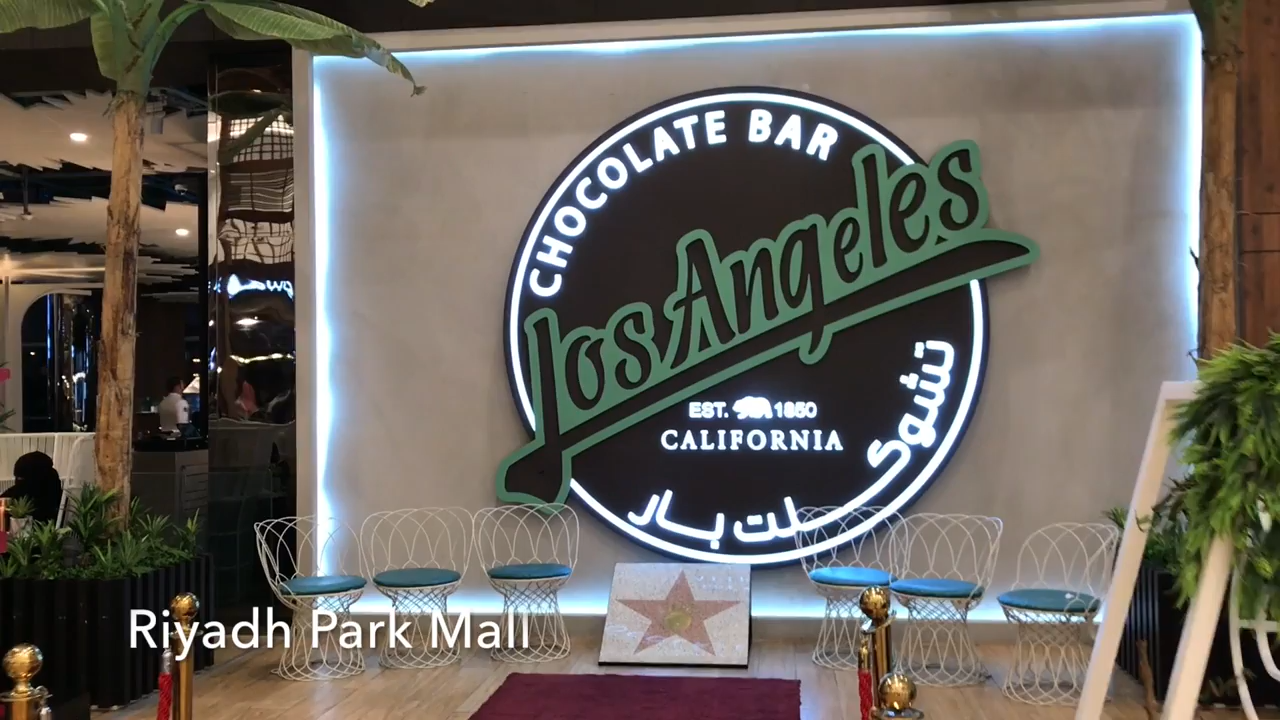 CHOCOLATE BAR
Los Angeles
EST. 1850
CALIFORNIA
تشوكلت بار
Riyadh Park Mall